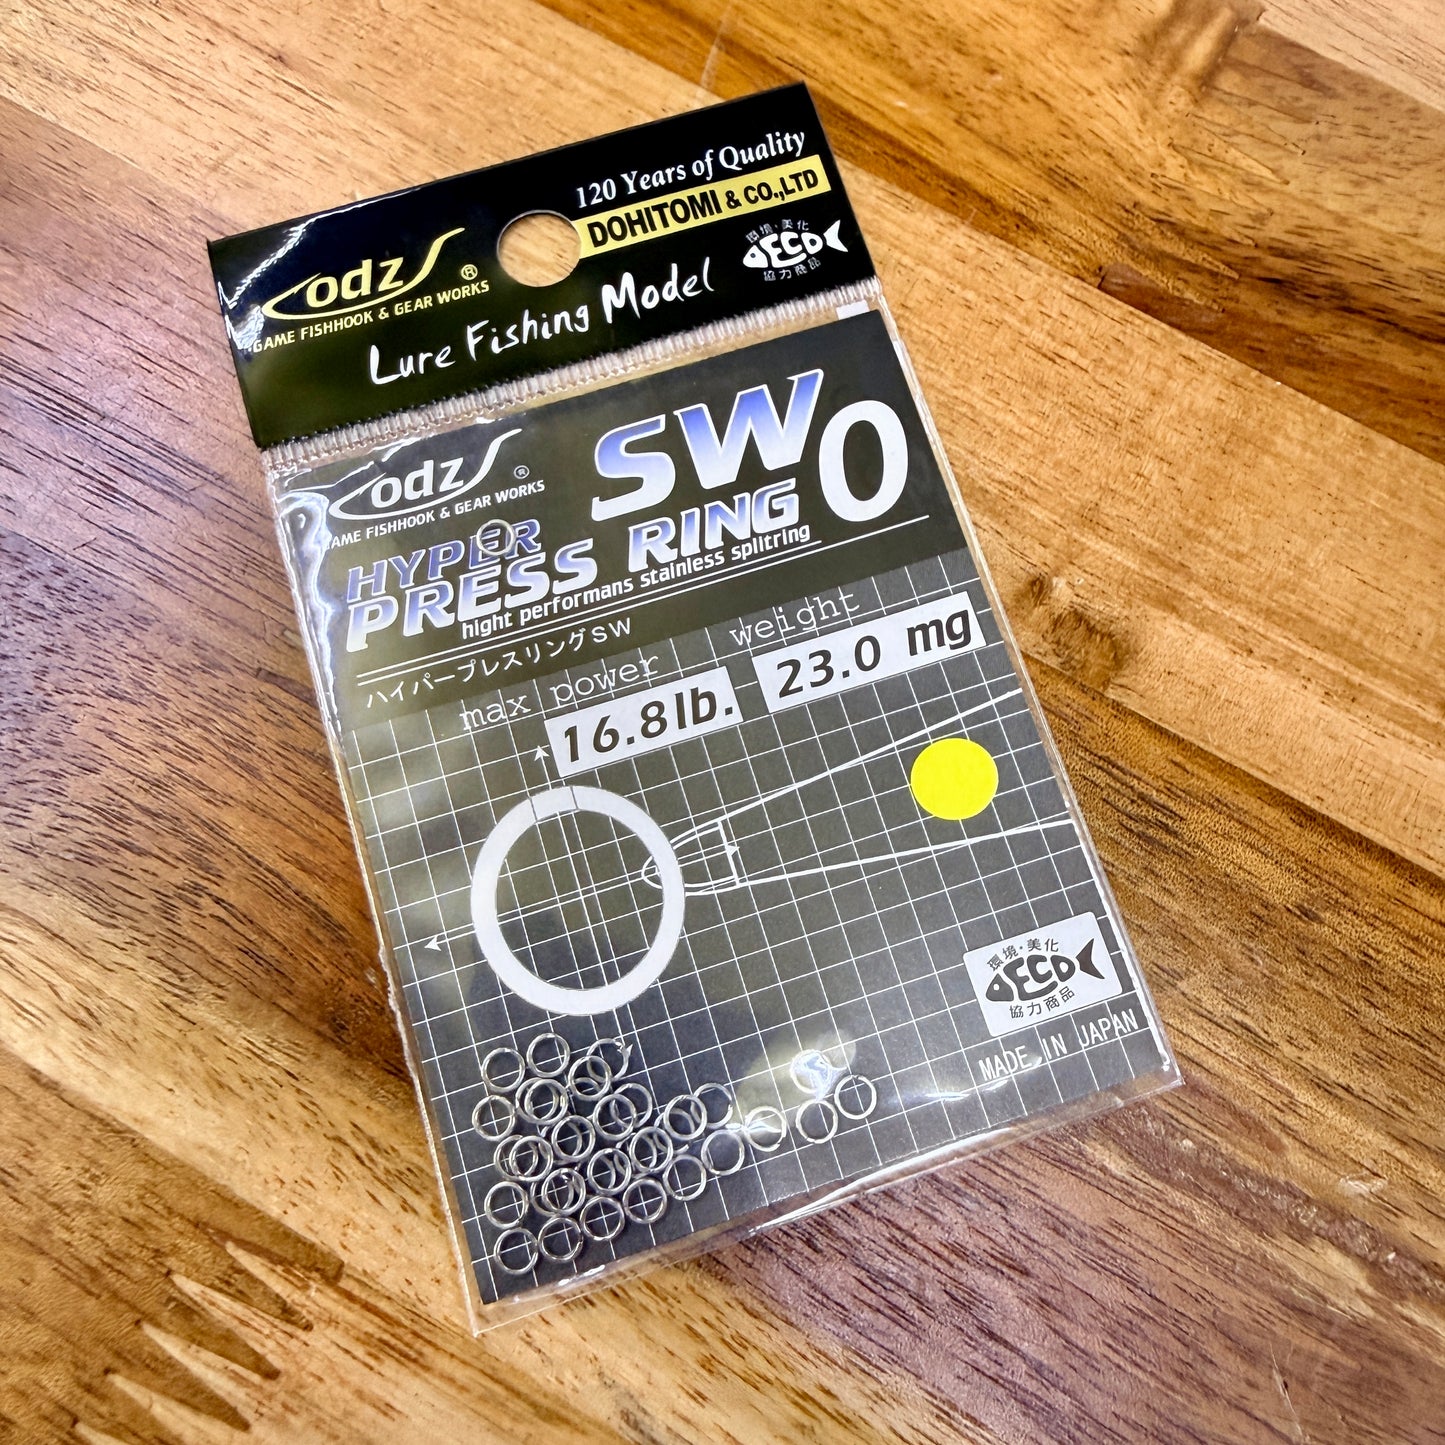 120 Years of Quality
DOHITOMI & CO.,LTD
odz ®
GAME FISHHOOK & GEAR WORKS
環境・美化
ECO
協力商品
Lure Fishing Model
odz ®
GAME FISHHOOK & GEAR WORKS
SW 0
HYPER
PRESS RING
hight performans stainless splitring
ハイパープレスリングSW
max power
16.8lb.
weight
23.0 mg
環境・美化
ECO
協力商品
MADE IN JAPAN